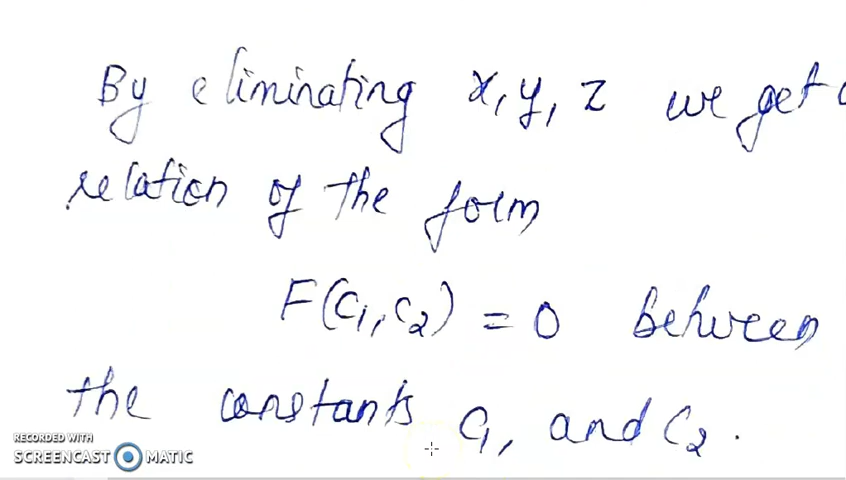 By eliminating x, y, z we get a
relation of the form
F(C1, C2) = 0 between
the constants C1, and C2.
RECORDED WITH
SCREENCAST MATIC